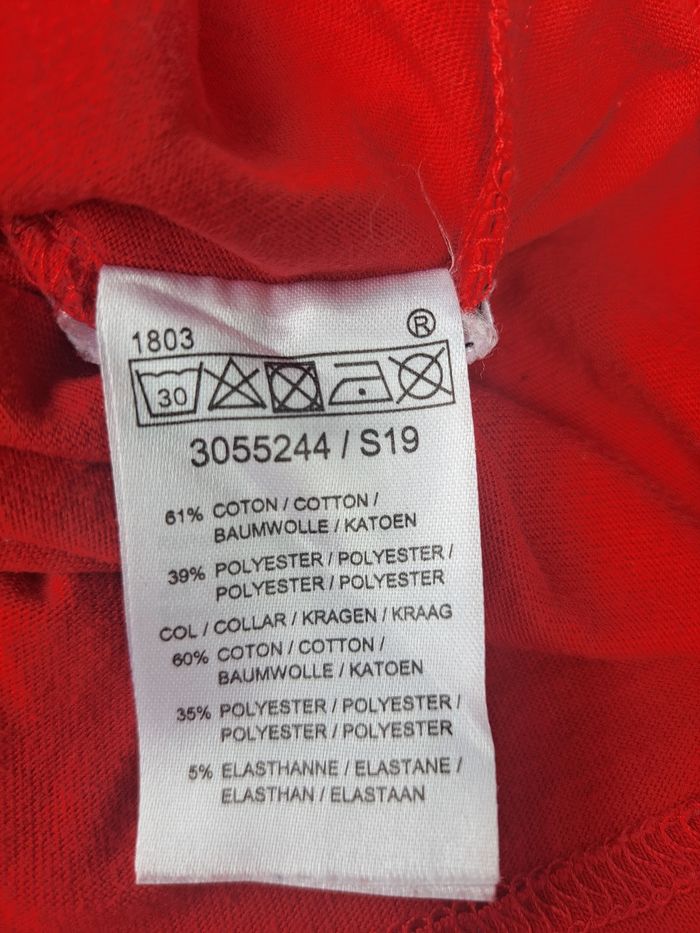 1803 ®
30
3055244 / S19
61% COTON / COTTON /
BAUMWOLLE / KATOEN
39% POLYESTER / POLYESTER /
POLYESTER / POLYESTER
COL / COLLAR / KRAGEN / KRAAG
60% COTON / COTTON /
BAUMWOLLE / KATOEN
35% POLYESTER / POLYESTER /
POLYESTER / POLYESTER
5% ELASTHANNE / ELASTANE /
ELASTHAN / ELASTAAN